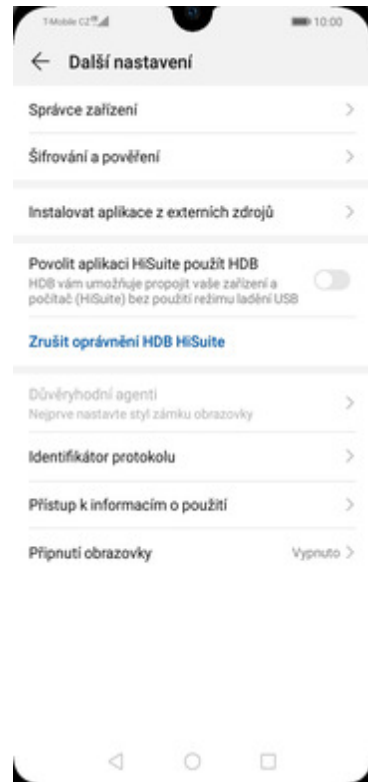 T-Mobile CZ
10:00
Další nastavení
Správce zařízení
Šifrování a pověření
Instalovat aplikace z externích zdrojů
Povolit aplikaci HiSuite použít HDB
HDB vám umožňuje propojit vaše zařízení a
počítač (HiSuite) bez použití režimu ladění USB
Zrušit oprávnění HDB HiSuite
Důvěryhodní agenti
Nejprve nastavte styl zámku obrazovky
Identifikátor protokolu
Přístup k informacím o použití
Připnutí obrazovky
Vypnuto